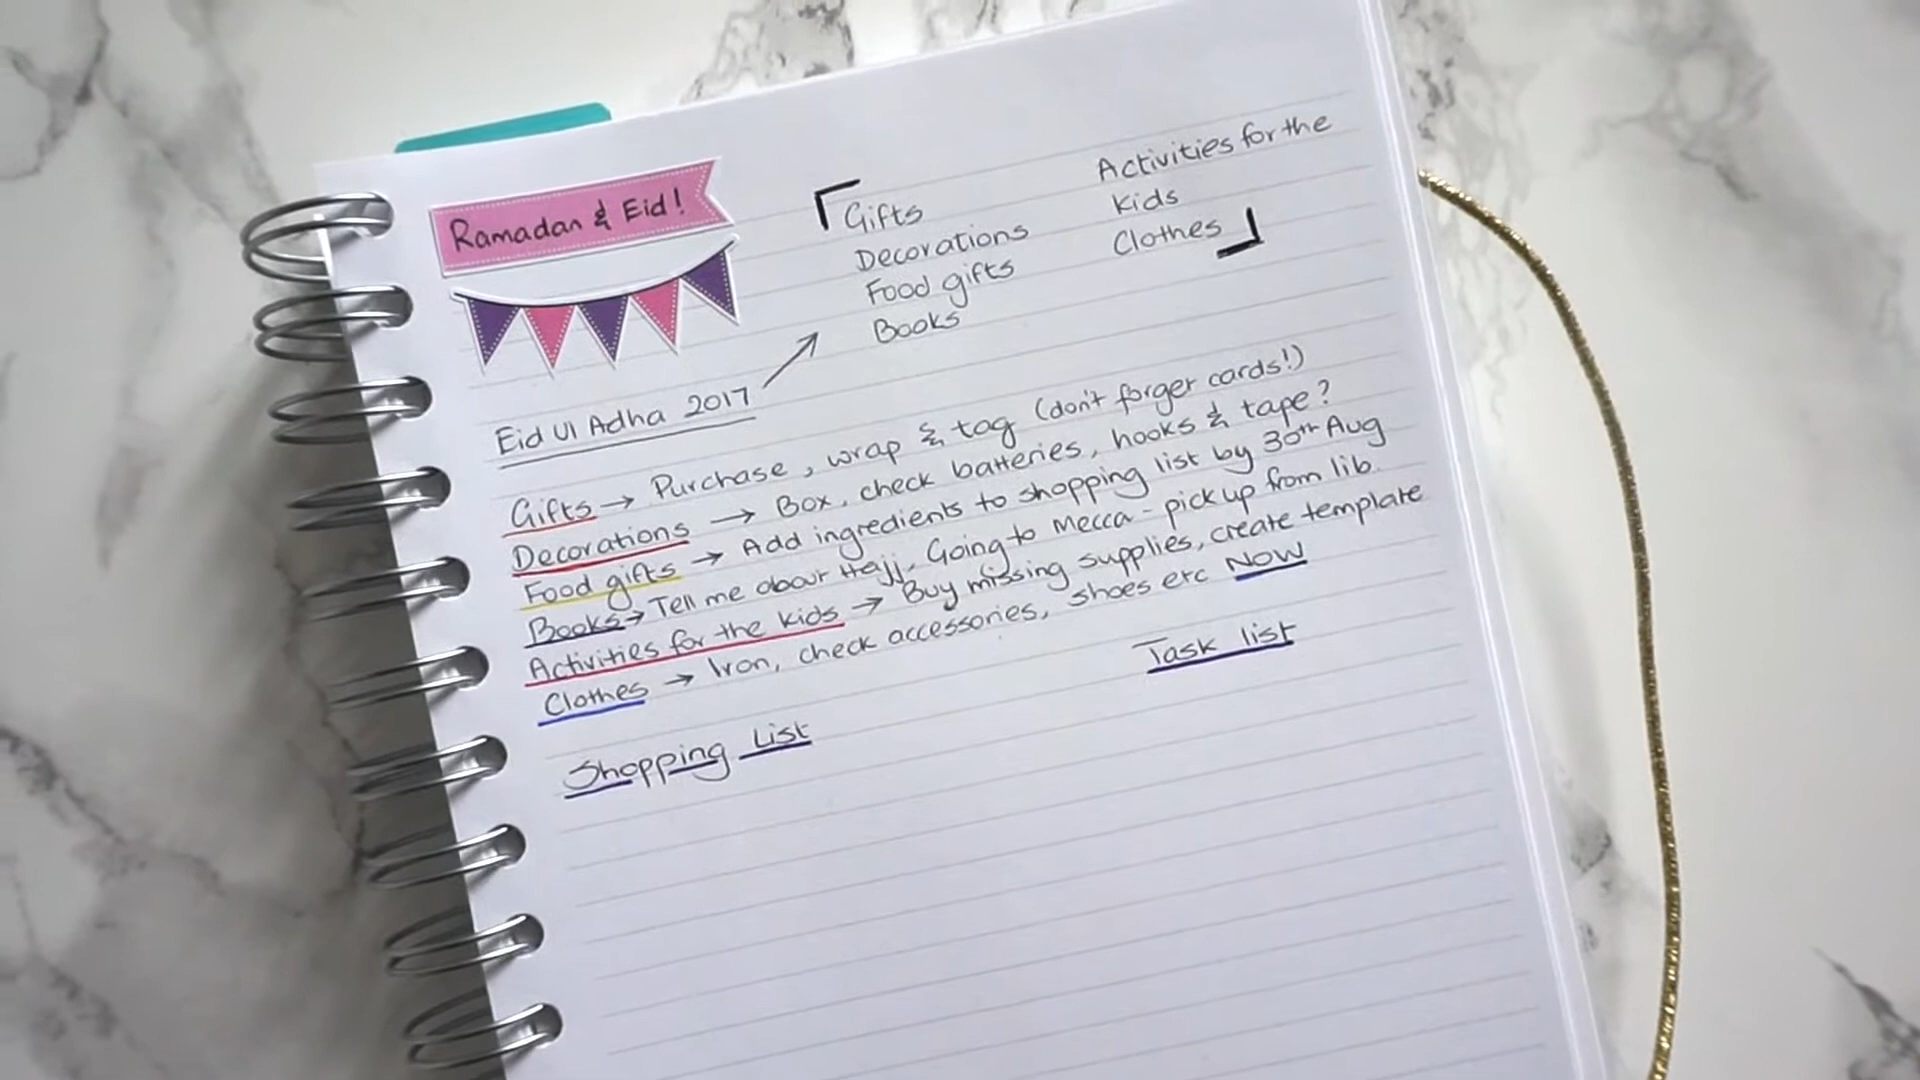 Ramadan & Eid!
Gifts
Decorations
Food gifts
Books
Activities for the
Kids
Clothes
Eid Ul Adha 2017
Gifts → Purchase, wrap & tag (don't forger cards!)
Decorations → Box, check batteries, hooks & tape?
Food gifts → Add ingredients to shopping list by 30th Aug
Books → Tell me about Hajj, Going to Mecca - pick up from lib.
Activities for the kids → Buy missing supplies, create template
Clothes → Iron, check accessories, shoes etc NOW
Task list
Shopping List